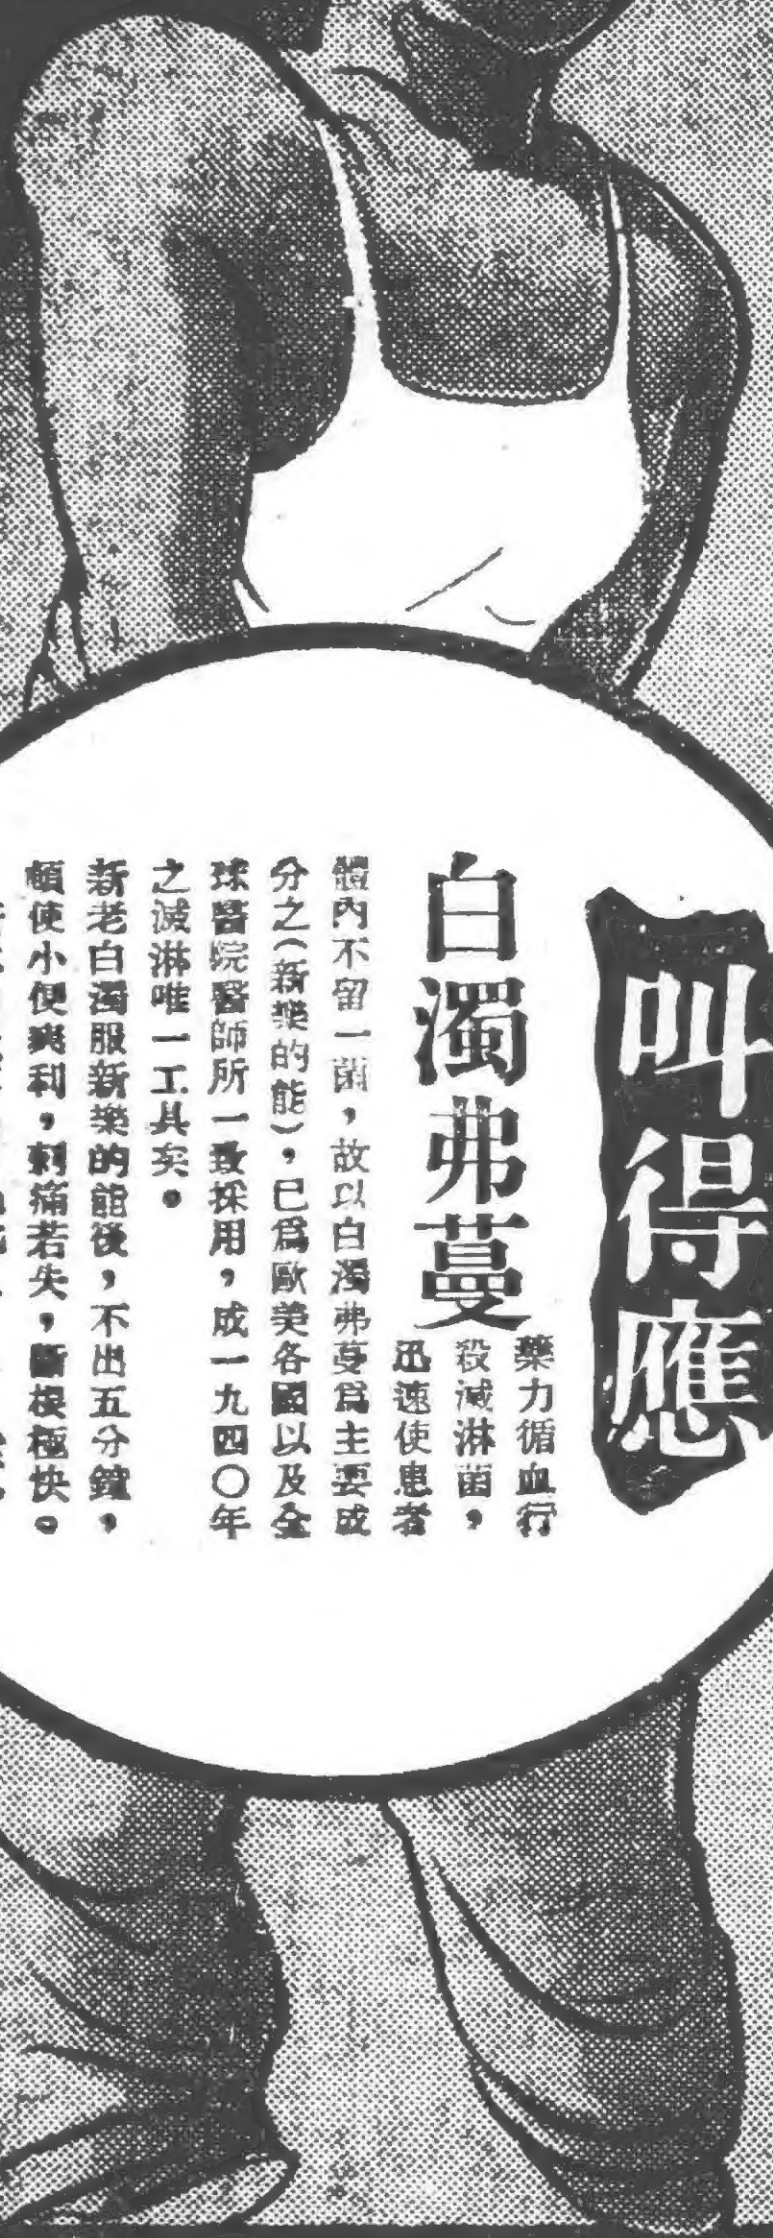 叫得應
白濁弗蔓
藥力循血行
殺滅淋菌，
迅速使患者
體內不留一菌，故以白濁弗蔓爲主要成
分之（新樂的能），已爲歐美各國以及全
球醫院醫師所一致採用，成一九四〇年
之滅淋唯一工具矣。
新老白濁服新樂的能後，不出五分鐘，
頓使小便爽利，刺痛若失，斷根極快。